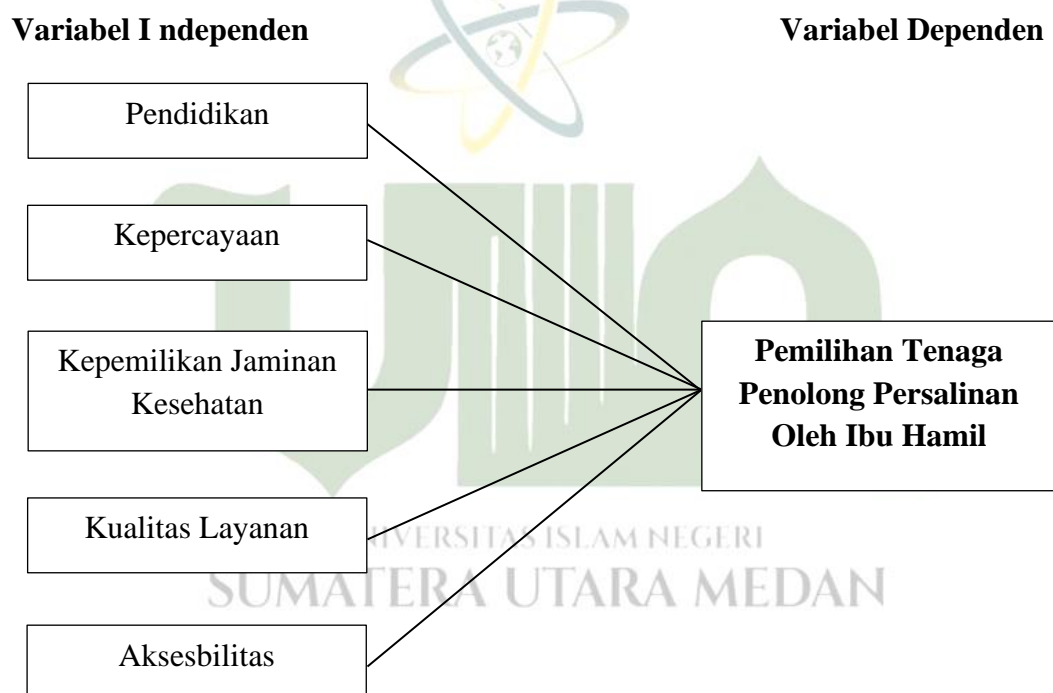 Variabel I ndependen
Variabel Dependen
Pendidikan
Kepercayaan
Kepemilikan Jaminan
Kesehatan
Kualitas Layanan
Aksesbilitas
Pemilihan Tenaga
Penolong Persalinan
Oleh Ibu Hamil
IVERSITAS ISLAM NEGERI
SUMATERA UTARA MEDAN